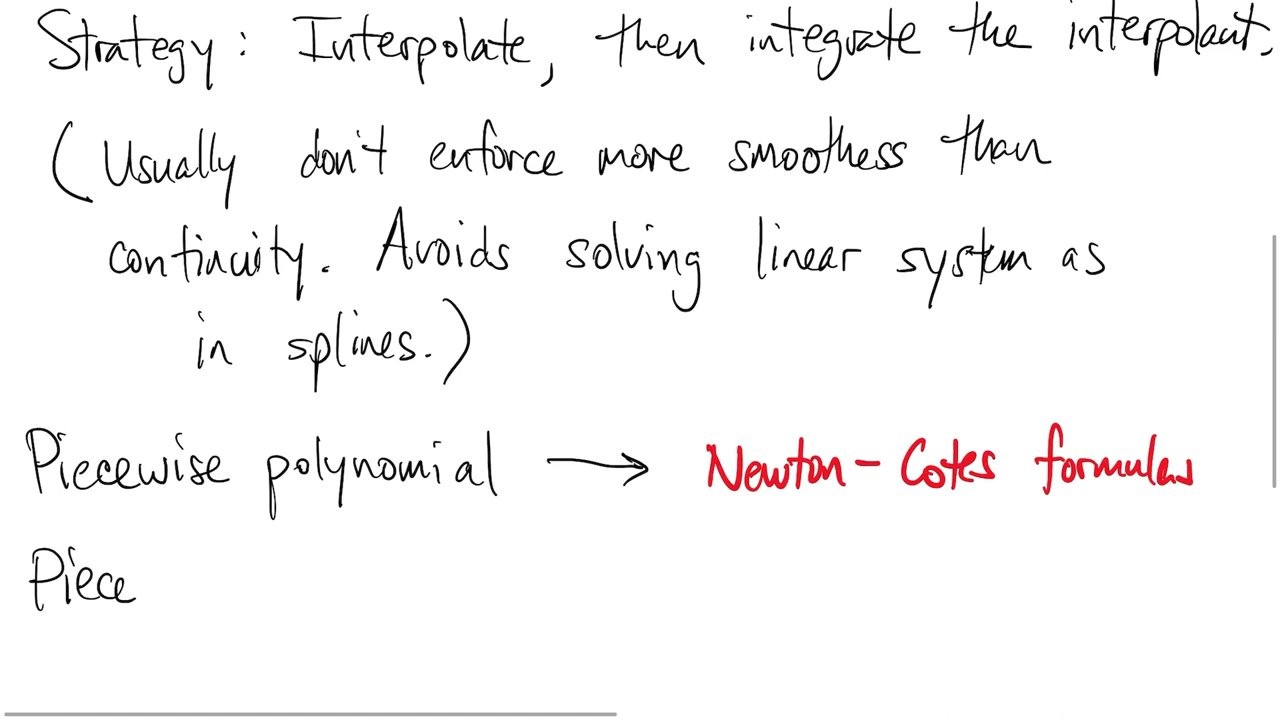 Strategy: Interpolate, then integrate the interpolant.
(Usually don't enforce more smoothess than
continuity. Avoids solving linear system as
in splines.)
Piecewise polynomial → Newton-Cotes formulas
Piece